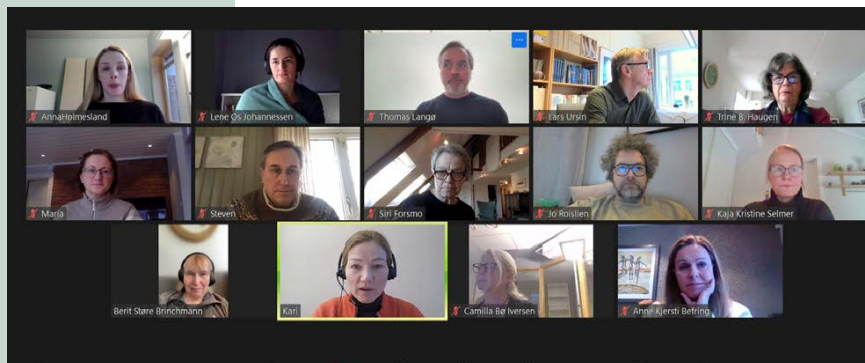 AnnaHolmesland
Lene Os Johannessen
Thomas Langø
Lars Ursin
Trine B. Haugen
Maria
Steven
Siri Forsmo
Jo Røislien
Kaja Kristine Selmer
Berit Støre Brinchmann
Kari
Camilla Bø Iversen
Anne Kjersti Befring